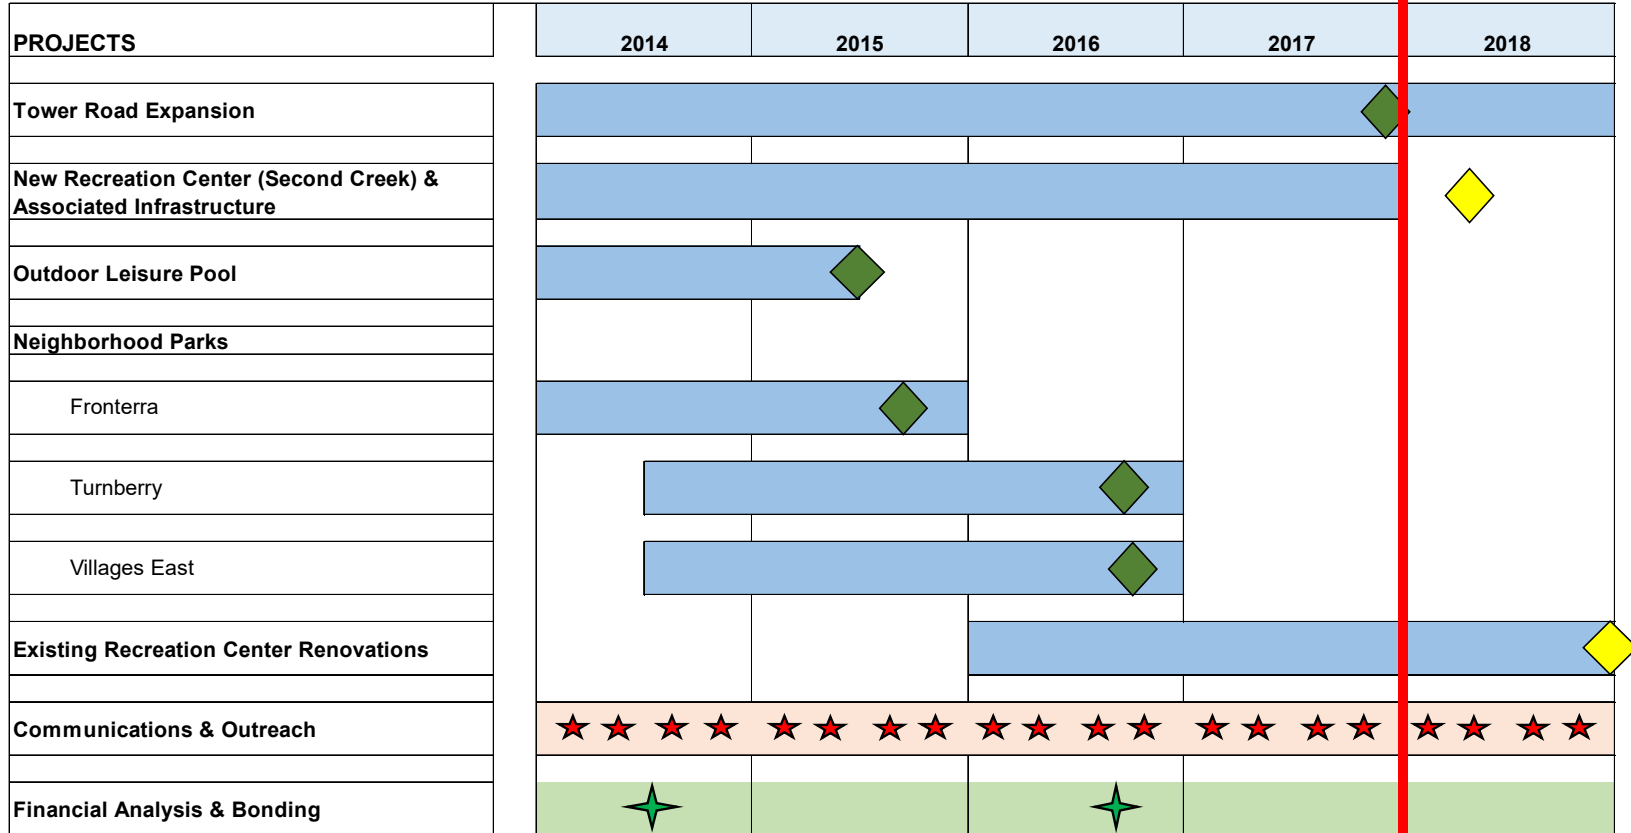 PROJECTS 2014 2015 2016 2017 2018
Tower Road Expansion
New Recreation Center (Second Creek) &
Associated Infrastructure
Outdoor Leisure Pool
Neighborhood Parks
Fronterra
Turnberry
Villages East
Existing Recreation Center Renovations
Communications & Outreach
Financial Analysis & Bonding